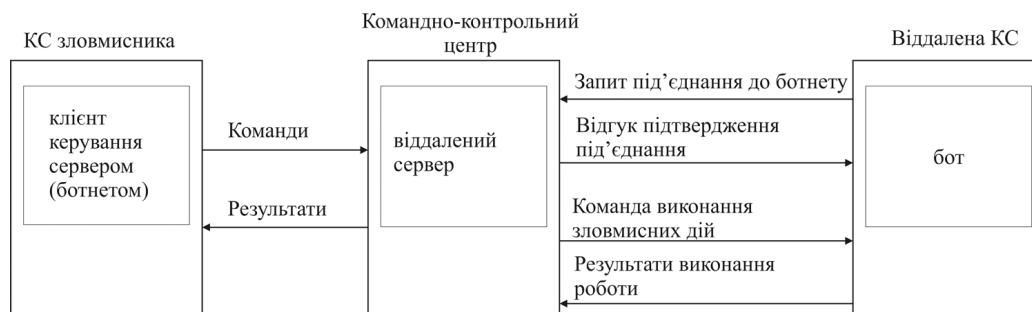 КС зловмисника
клієнт
керування
сервером
(ботнетом)
Команди
Результати
Командно-контрольний
центр
віддалений
сервер
Запит під’єднання до ботнету
Відгук підтвердження
під’єднання
Команда виконання
зловмисних дій
Результати виконання
роботи
Віддалена КС
бот